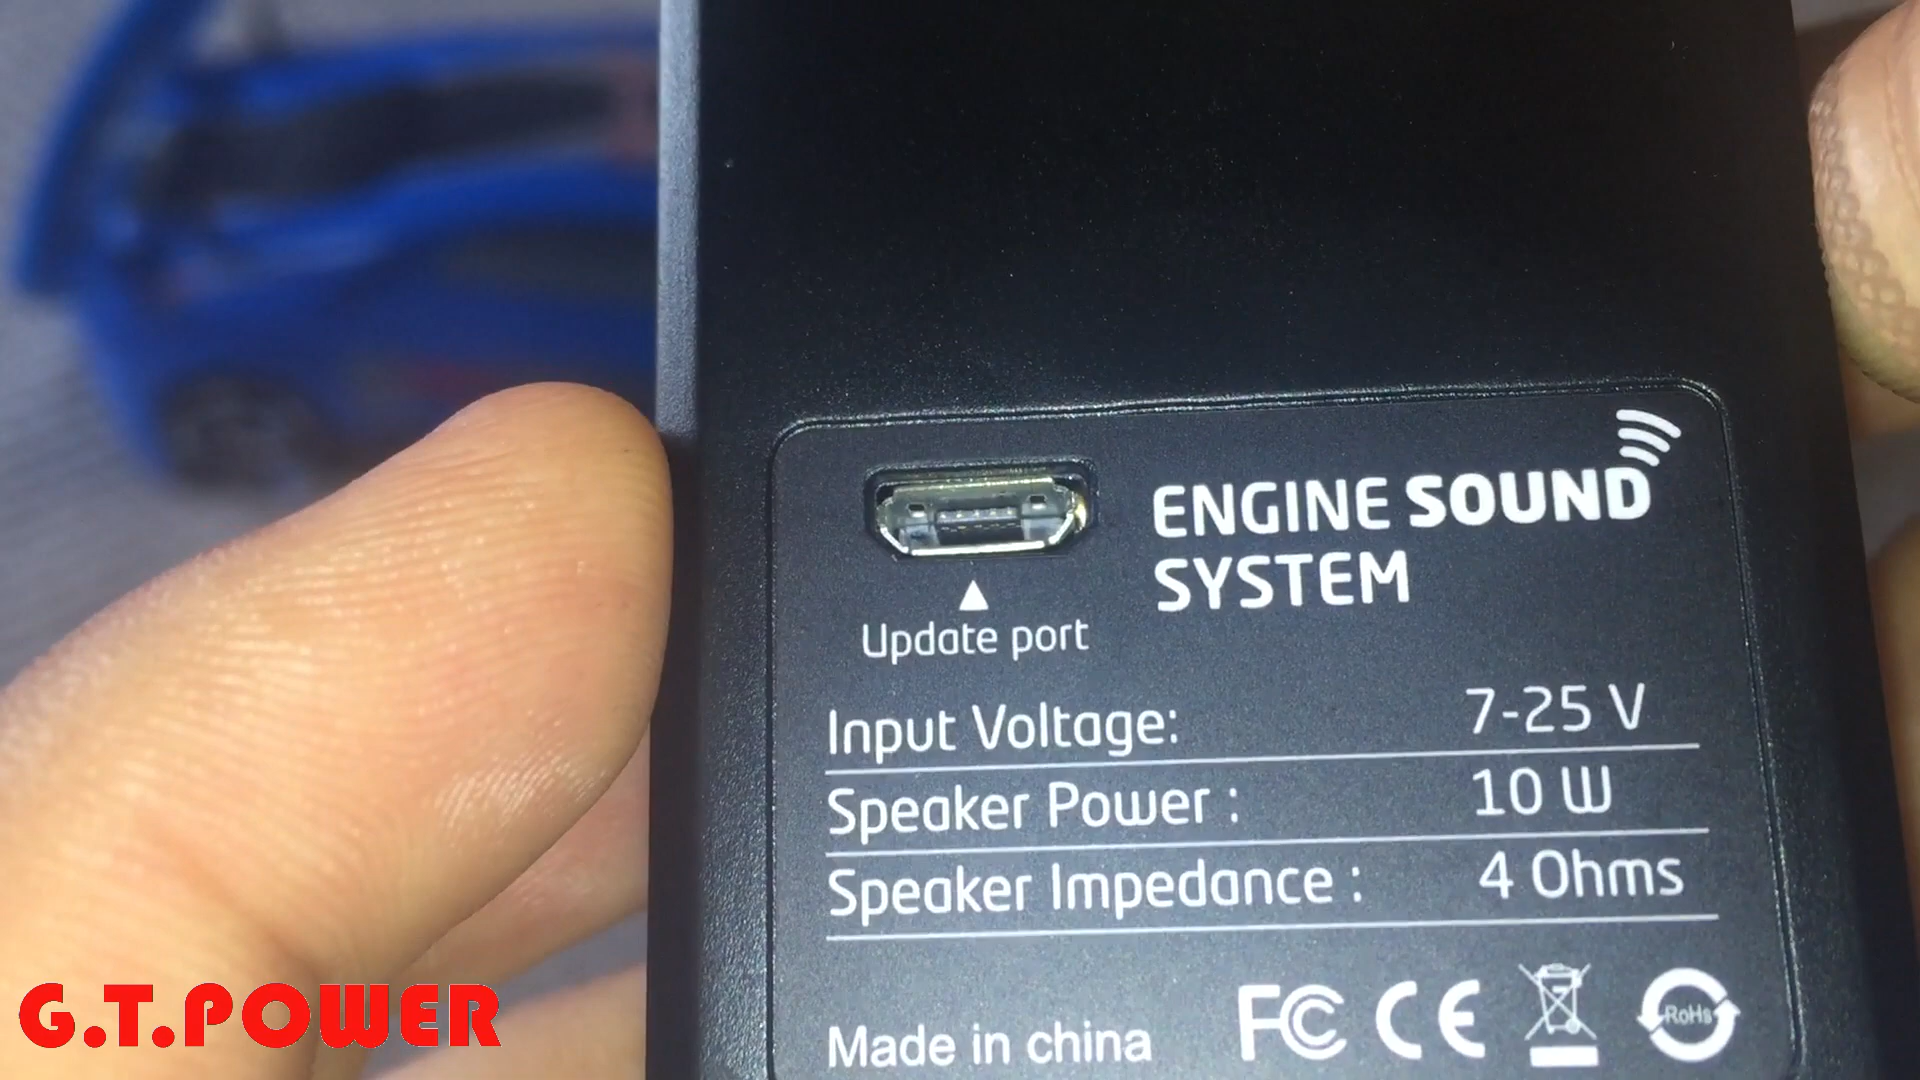 ENGINE SOUND
SYSTEM
Update port
Input Voltage: 7-25 V
Speaker Power : 10 W
Speaker Impedance : 4 Ohms
Made in china FC CE RoHs
G.T.POWER